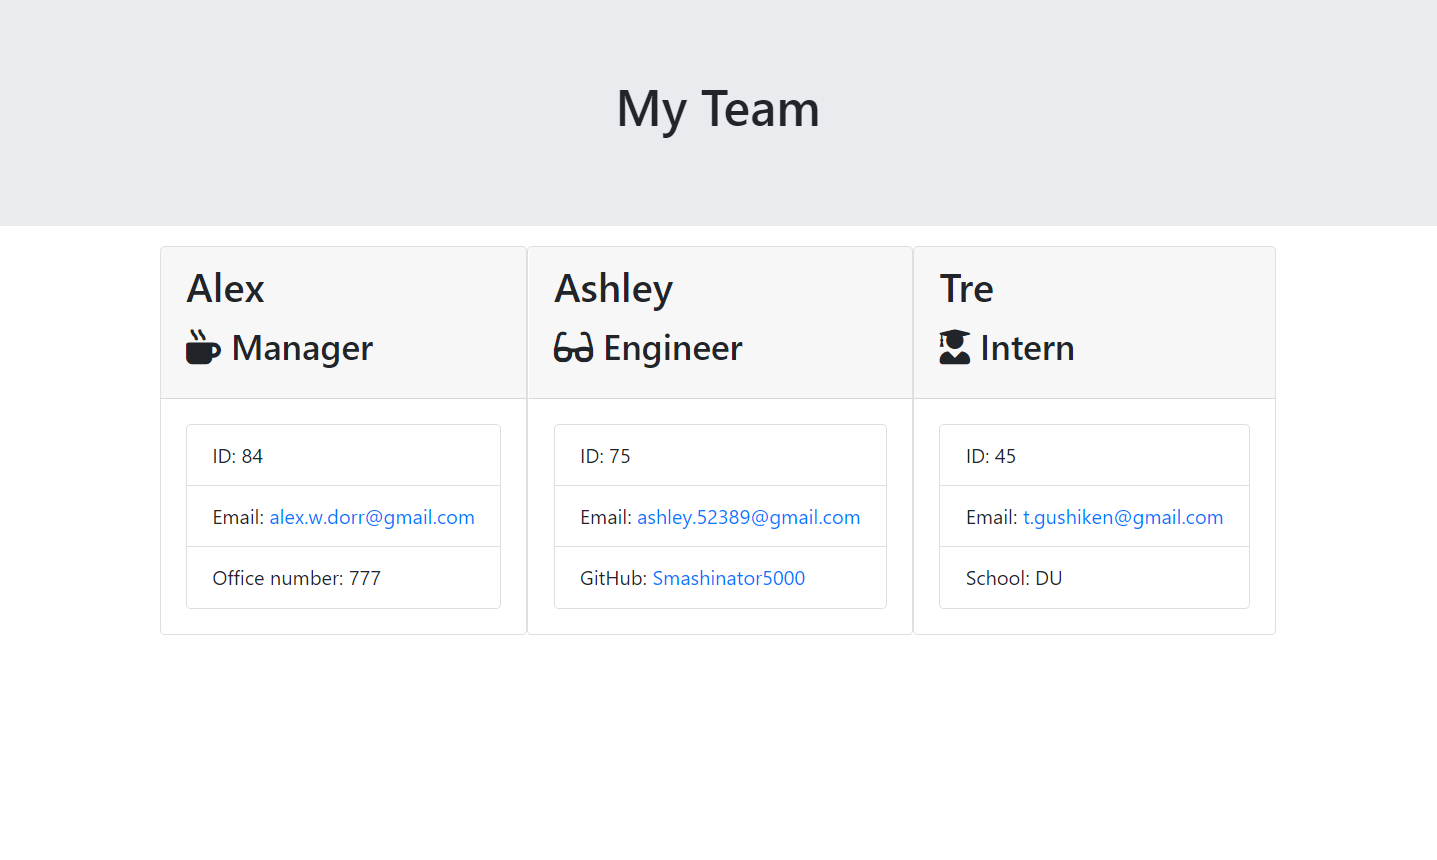 My Team
Alex
Manager
ID: 84
Email: alex.w.dorr@gmail.com
Office number: 777
Ashley
Engineer
ID: 75
Email: ashley.52389@gmail.com
GitHub: Smashinator5000
Tre
Intern
ID: 45
Email: t.gushiken@gmail.com
School: DU